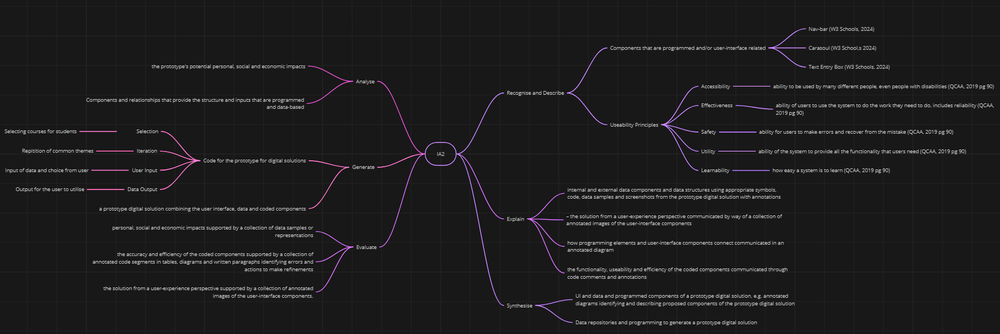 IA2
Analyse
the prototype's potential personal, social and economic impacts
Components and relationships that provide the structure and inputs that are programmed
and data-based
Generate
Code for the prototype for digital solutions
Selection
Selecting courses for students
Iteration
Repitition of common themes
User Input
Input of data and choice from user
Data Output
Output for the user to utilise
a prototype digital solution combining the user interface, data and coded components
Evaluate
personal, social and economic impacts supported by a collection of data samples or
representations
the accuracy and efficiency of the coded components supported by a collection of
annotated code segments in tables, diagrams and written paragraphs identifying errors and
actions to make refinements
the solution from a user-experience perspective supported by a collection of annotated
images of the user-interface components.
Recognise and Describe
Components that are programmed and/or user-interface related
Nav-bar (W3 Schools, 2024)
Carasoul (W3 School,s 2024)
Text Entry Box (W3 Schools, 2024)
Useability Principles
Accessibility
ability to be used by many different people, even people with disabilities (QCAA, 2019 pg 90)
Effectiveness
ability of users to use the system to do the work they need to do, includes reliability (QCAA,
2019 pg 90)
Safety
ability for users to make errors and recover from the mistake (QCAA, 2019 pg 90)
Utility
ability of the system to provide all the functionality that users need (QCAA, 2019 pg 90)
Learnability
how easy a system is to learn (QCAA, 2019 pg 90)
Explain
internal and external data components and data structures using appropriate symbols,
code, data samples and screenshots from the prototype digital solution with annotations
– the solution from a user-experience perspective communicated by way of a collection of
annotated images of the user-interface components
how programming elements and user-interface components connect communicated in an
annotated diagram
the functionality, useability and efficiency of the coded components communicated through
code comments and annotations
Synthesise
UI and data and programmed components of a prototype digital solution, e.g. annotated
diagrams identifying and describing proposed components of the prototype digital solution
Data repositories and programming to generate a prototype digital solution